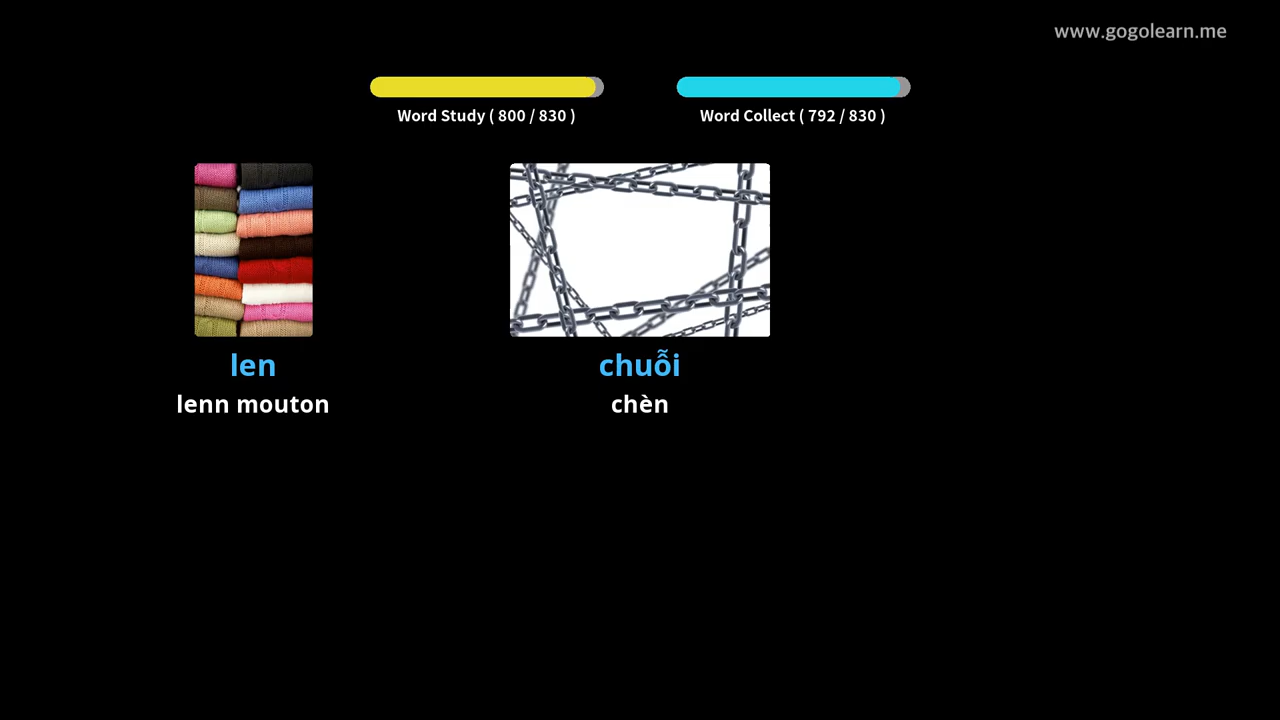 www.gogolearn.me
Word Study ( 800 / 830 )
Word Collect ( 792 / 830 )
len
lenn mouton
chuỗi
chèn